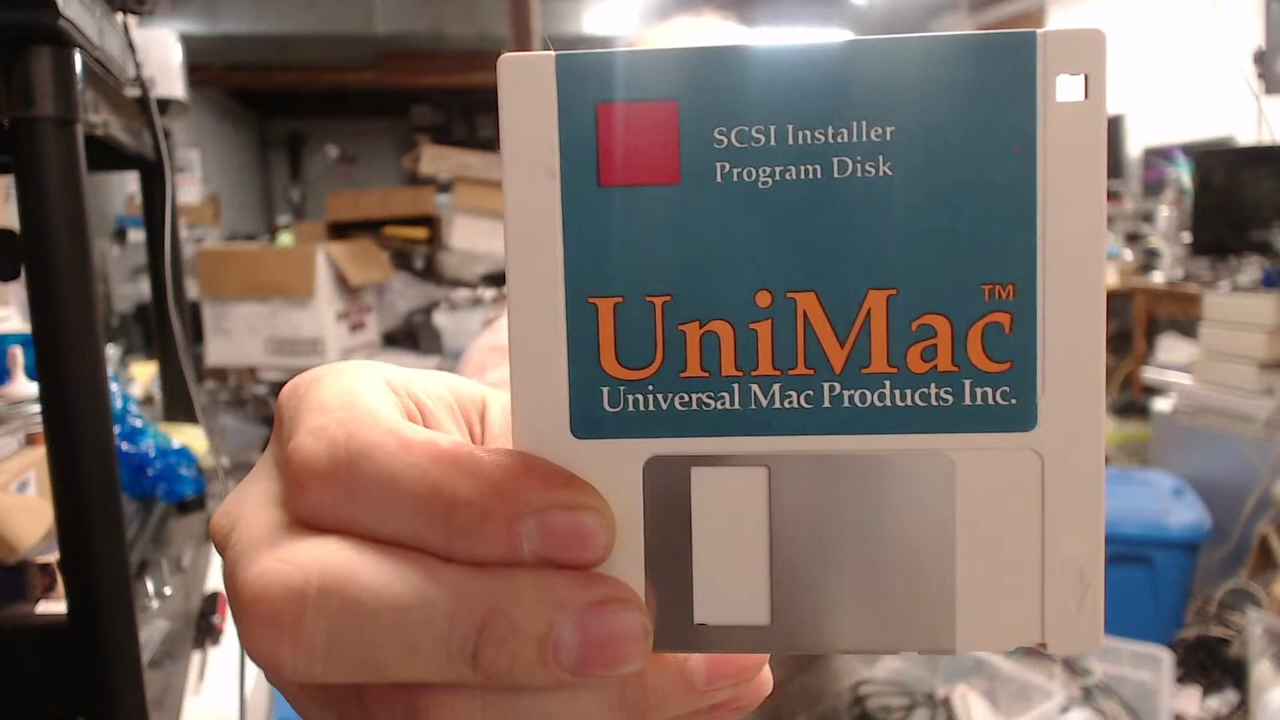 SCSI Installer
Program Disk
UniMac™
Universal Mac Products Inc.